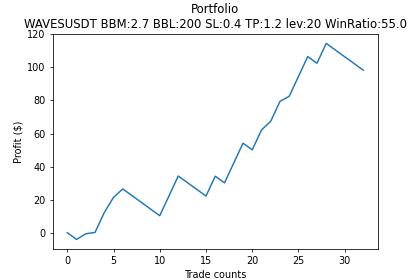 Portfolio
WAVESUSDT BBM:2.7 BBL:200 SL:0.4 TP:1.2 lev:20 WinRatio:55.0
120
100
80
60
40
20
0
Profit ($)
0 5 10 15 20 25 30
Trade counts